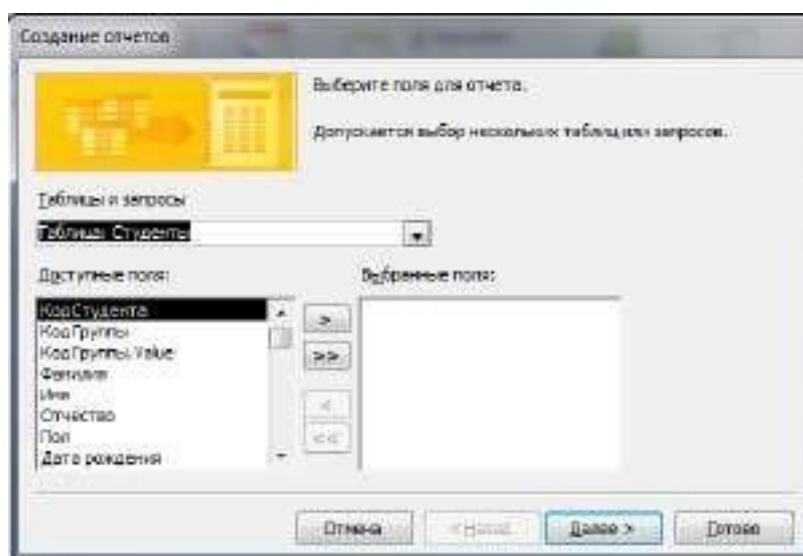 Создание отчетов
Выберите поля для отчета.
Допускается выбор нескольких таблиц или запросов.
Таблицы и запросы
Таблица: Студенты
Доступные поля:
Выбранные поля:
КодСтудента
КодГруппы
КодГруппы.Value
Фамилия
Имя
Отчество
Пол
Дата рождения
>
>>
<
<<
Отмена
< Назад
Далее >
Готово